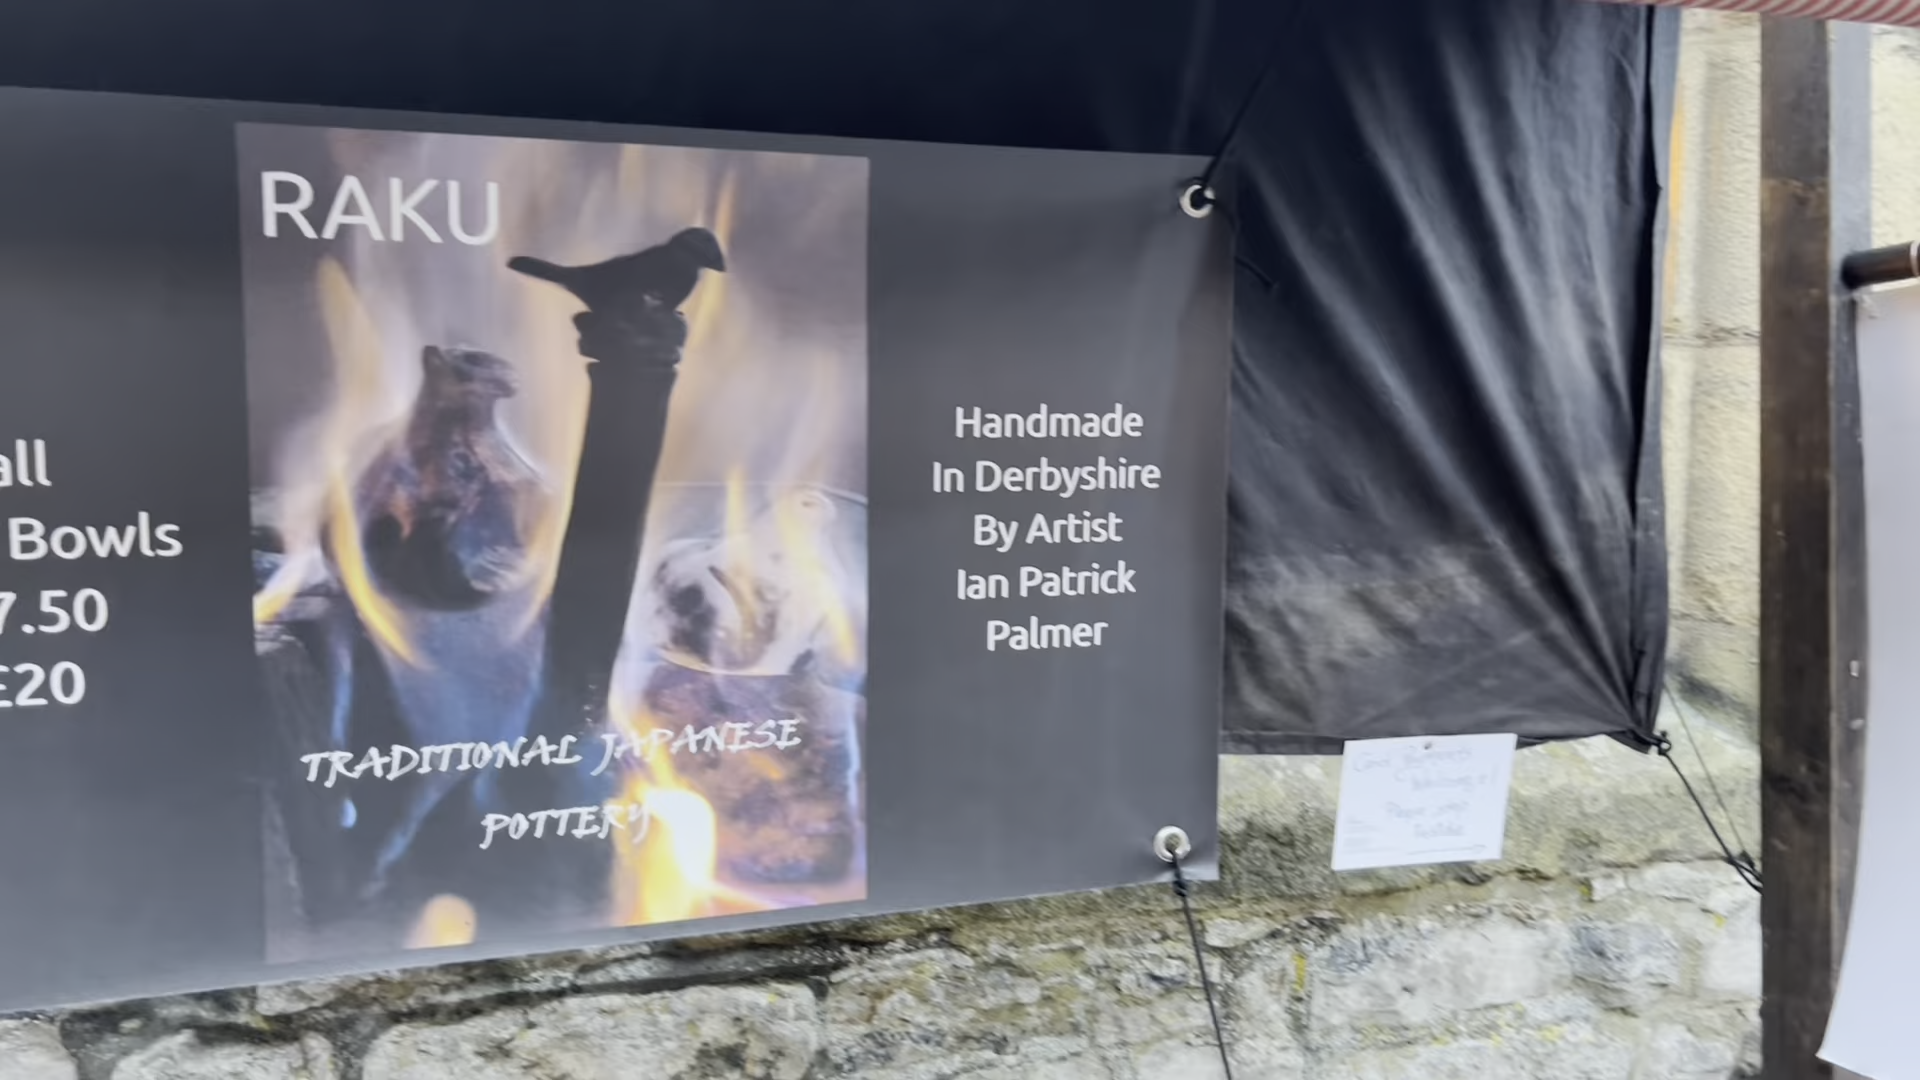 all
Bowls
7.50
£20
RAKU
TRADITIONAL JAPANESE
POTTERY
Handmade
In Derbyshire
By Artist
Ian Patrick
Palmer